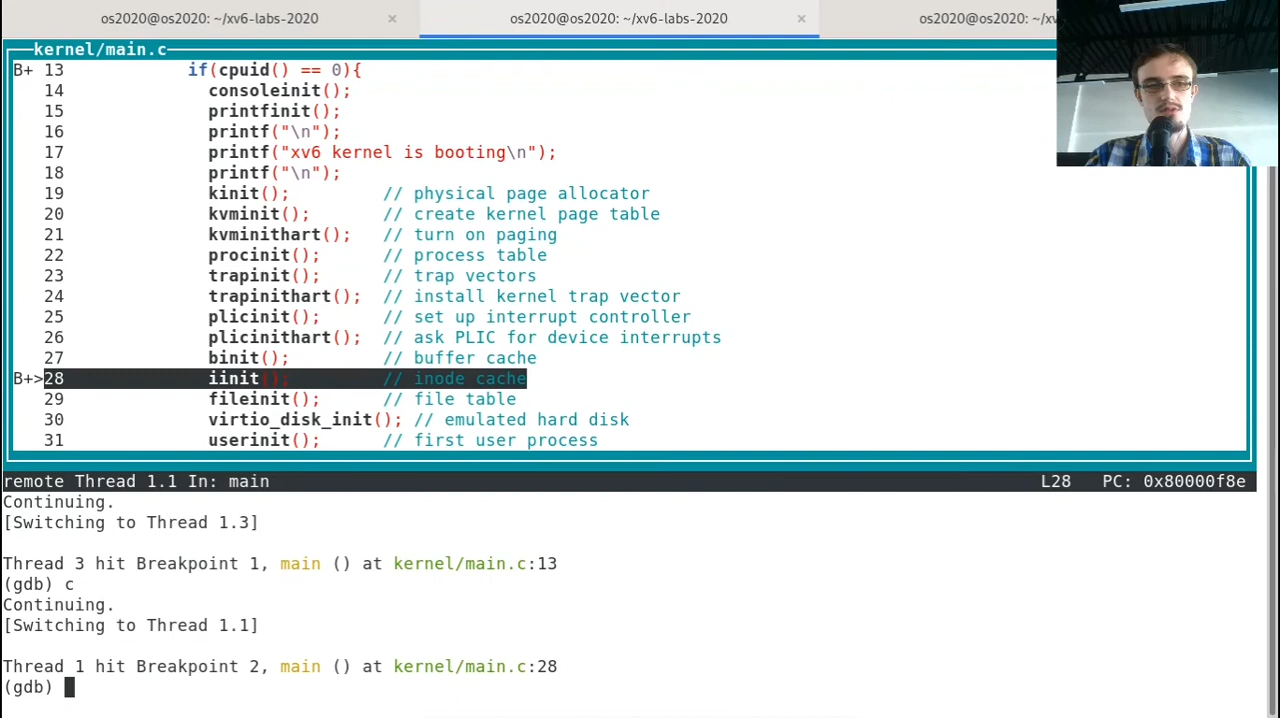 os2020@os2020: ~/xv6-labs-2020 × os2020@os2020: ~/xv6-labs-2020 × os2020@os2020: ~/xv
kernel/main.c
B+ 13 if(cpuid() == 0){
14 consoleinit();
15 printfinit();
16 printf("\n");
17 printf("xv6 kernel is booting\n");
18 printf("\n");
19 kinit(); // physical page allocator
20 kvminit(); // create kernel page table
21 kvminithart(); // turn on paging
22 procinit(); // process table
23 trapinit(); // trap vectors
24 trapinithart(); // install kernel trap vector
25 plicinit(); // set up interrupt controller
26 plicinithart(); // ask PLIC for device interrupts
27 binit(); // buffer cache
B+>28 iinit(); // inode cache
29 fileinit(); // file table
30 virtio_disk_init(); // emulated hard disk
31 userinit(); // first user process
remote Thread 1.1 In: main L28 PC: 0x80000f8e
Continuing.
[Switching to Thread 1.3]
Thread 3 hit Breakpoint 1, main () at kernel/main.c:13
(gdb) c
Continuing.
[Switching to Thread 1.1]
Thread 1 hit Breakpoint 2, main () at kernel/main.c:28
(gdb)